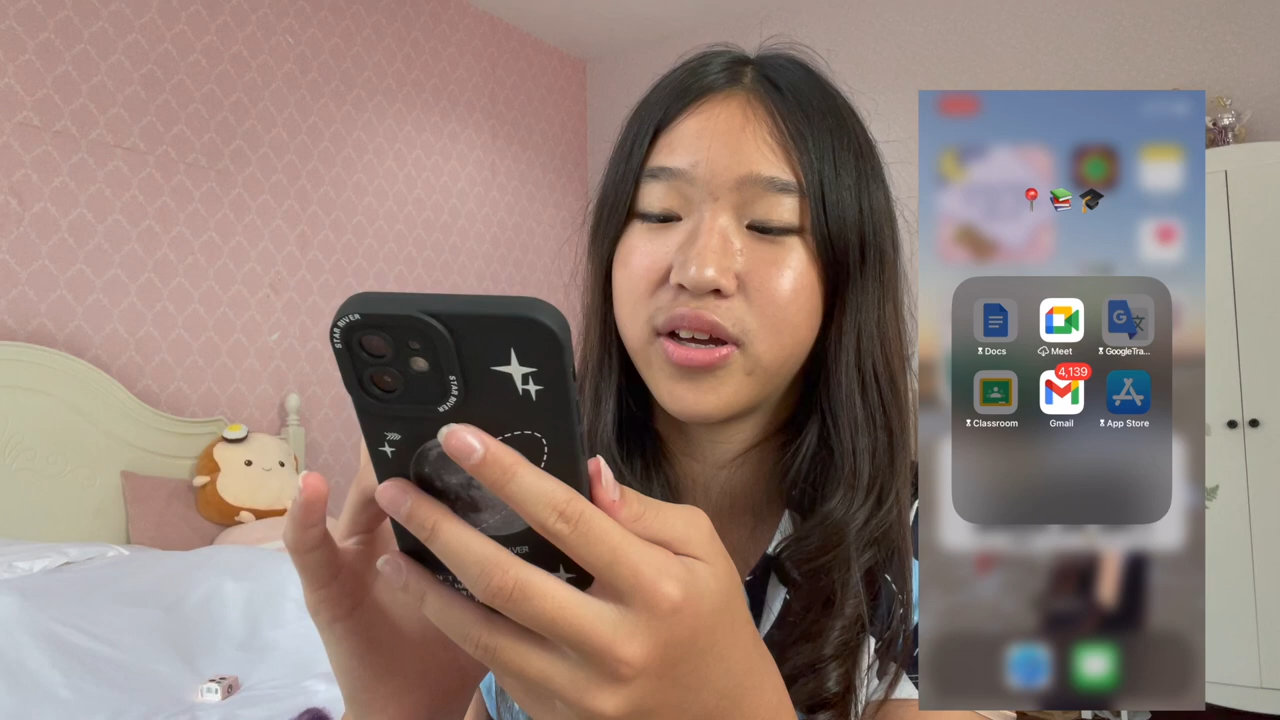 STAR RIVER
STAR RIVER
Docs
Meet
GoogleTra...
4,139
Classroom
Gmail
App Store